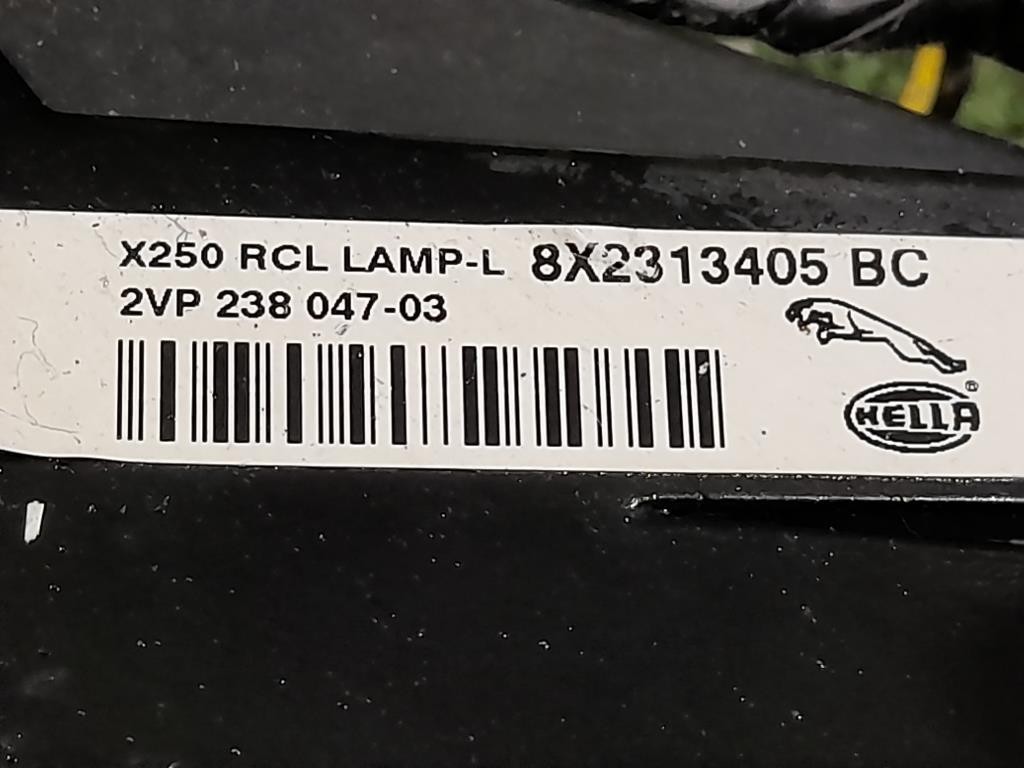 X250 RCL LAMP-L 8X2313405 BC
2VP 238 047-03
HELLA®